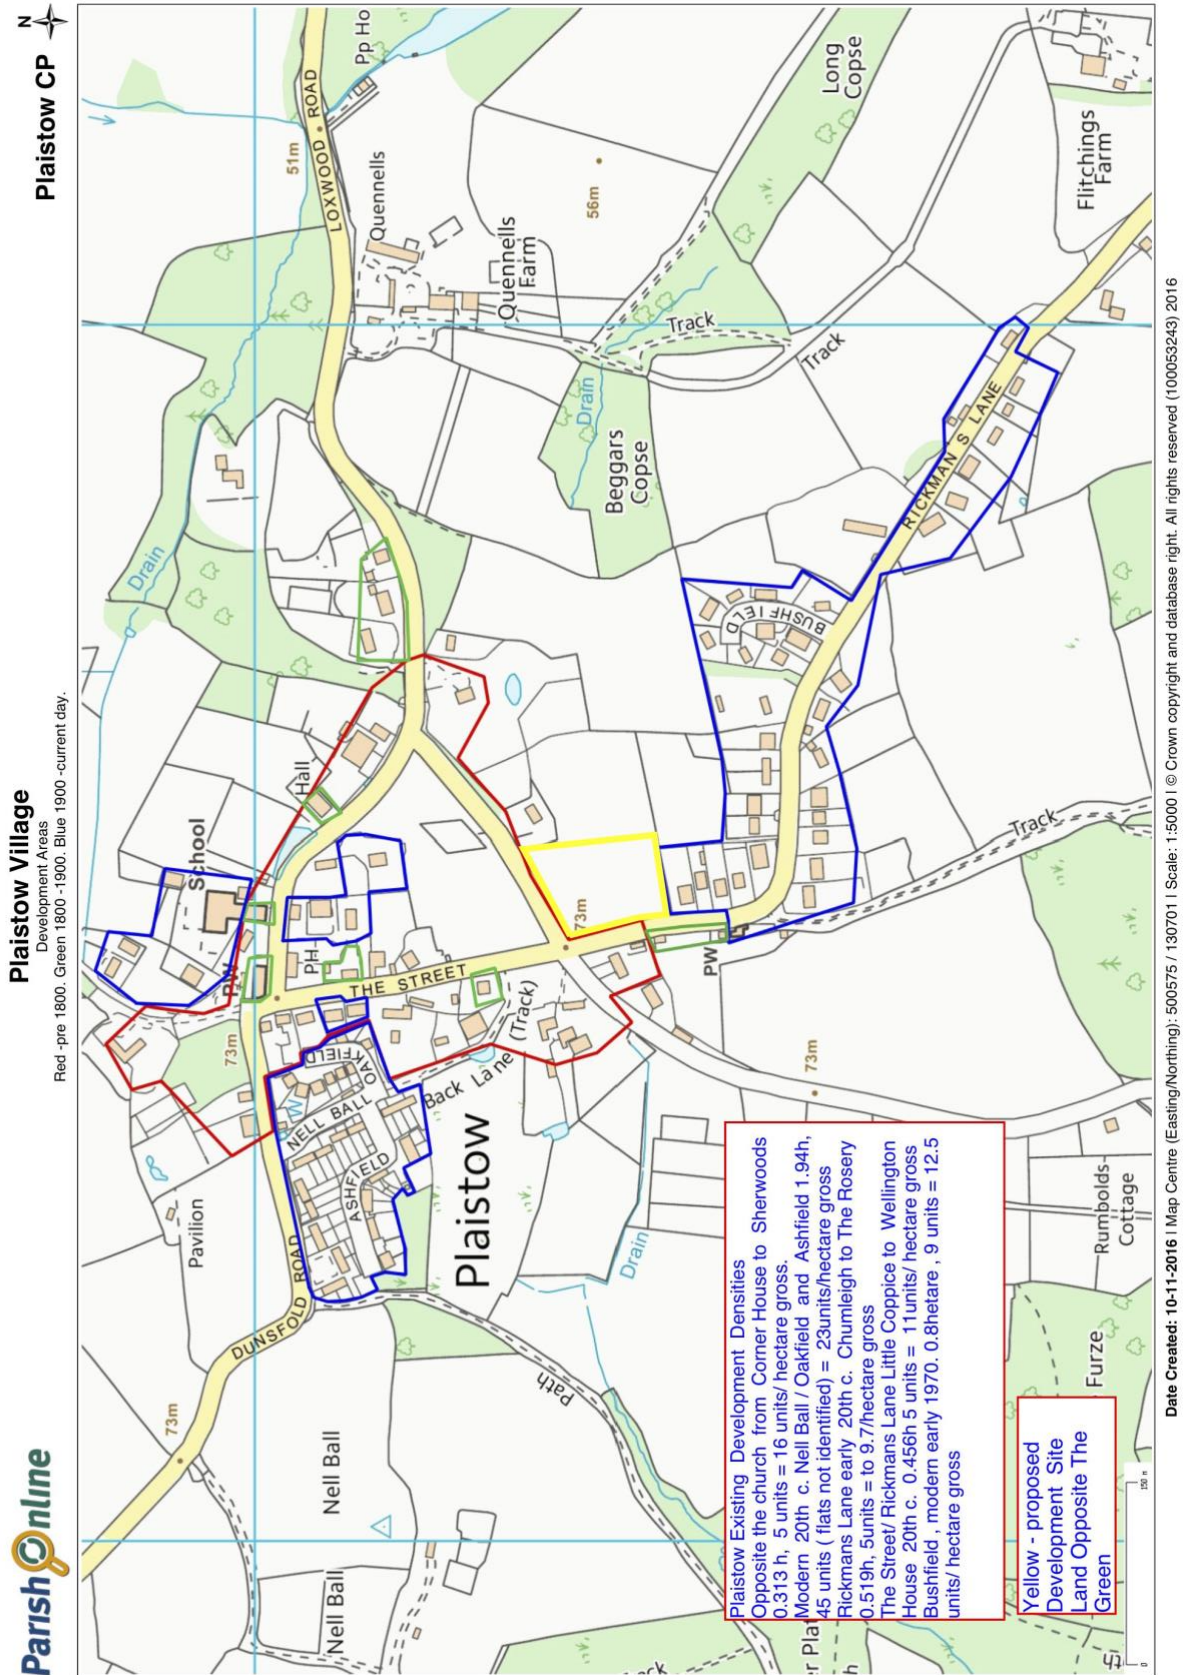 Parish Online
Plaistow Village
Development Areas
Red -pre 1800. Green 1800 -1900. Blue 1900 -current day.
Plaistow CP
N
73m
DUNSFOLD ROAD
Nell Ball
Nell Ball
Pavilion
Path
Plaistow
W
NELL BALL
OAKFIELD
ASHFIELD
Back Lane (Track)
73m
PW
School
PH
THE STREET
Hall
Drain
51m
LOXWOOD ROAD
Pp Ho
Quennells
Quennells
Farm
56m
Long
Copse
Track
Track
Drain
Beggars
Copse
73m
PW
BUSHFIELD
RICKMAN'S LANE
Flitchings
Farm
Track
73m
Drain
Rumbolds-
Cottage
Furze
Plaistow Existing Development Densities
Opposite the church from Corner House to Sherwoods
0.313 h, 5 units = 16 units/ hectare gross.
Modern 20th c. Nell Ball / Oakfield and Ashfield 1.94h,
45 units ( flats not identified) = 23units/hectare gross
Rickmans Lane early 20th c. Chumleigh to The Rosery
0.519h, 5units = to 9.7/hectare gross
The Street/ Rickmans Lane Little Coppice to Wellington
House 20th c. 0.456h 5 units = 11units/ hectare gross
Bushfield , modern early 1970. 0.8hetare , 9 units = 12.5
units/ hectare gross
Yellow - proposed
Development Site
Land Opposite The
Green
0 150 m
Date Created: 10-11-2016 | Map Centre (Easting/Northing): 500575 / 130701 | Scale: 1:5000 | © Crown copyright and database right. All rights reserved (100053243) 2016